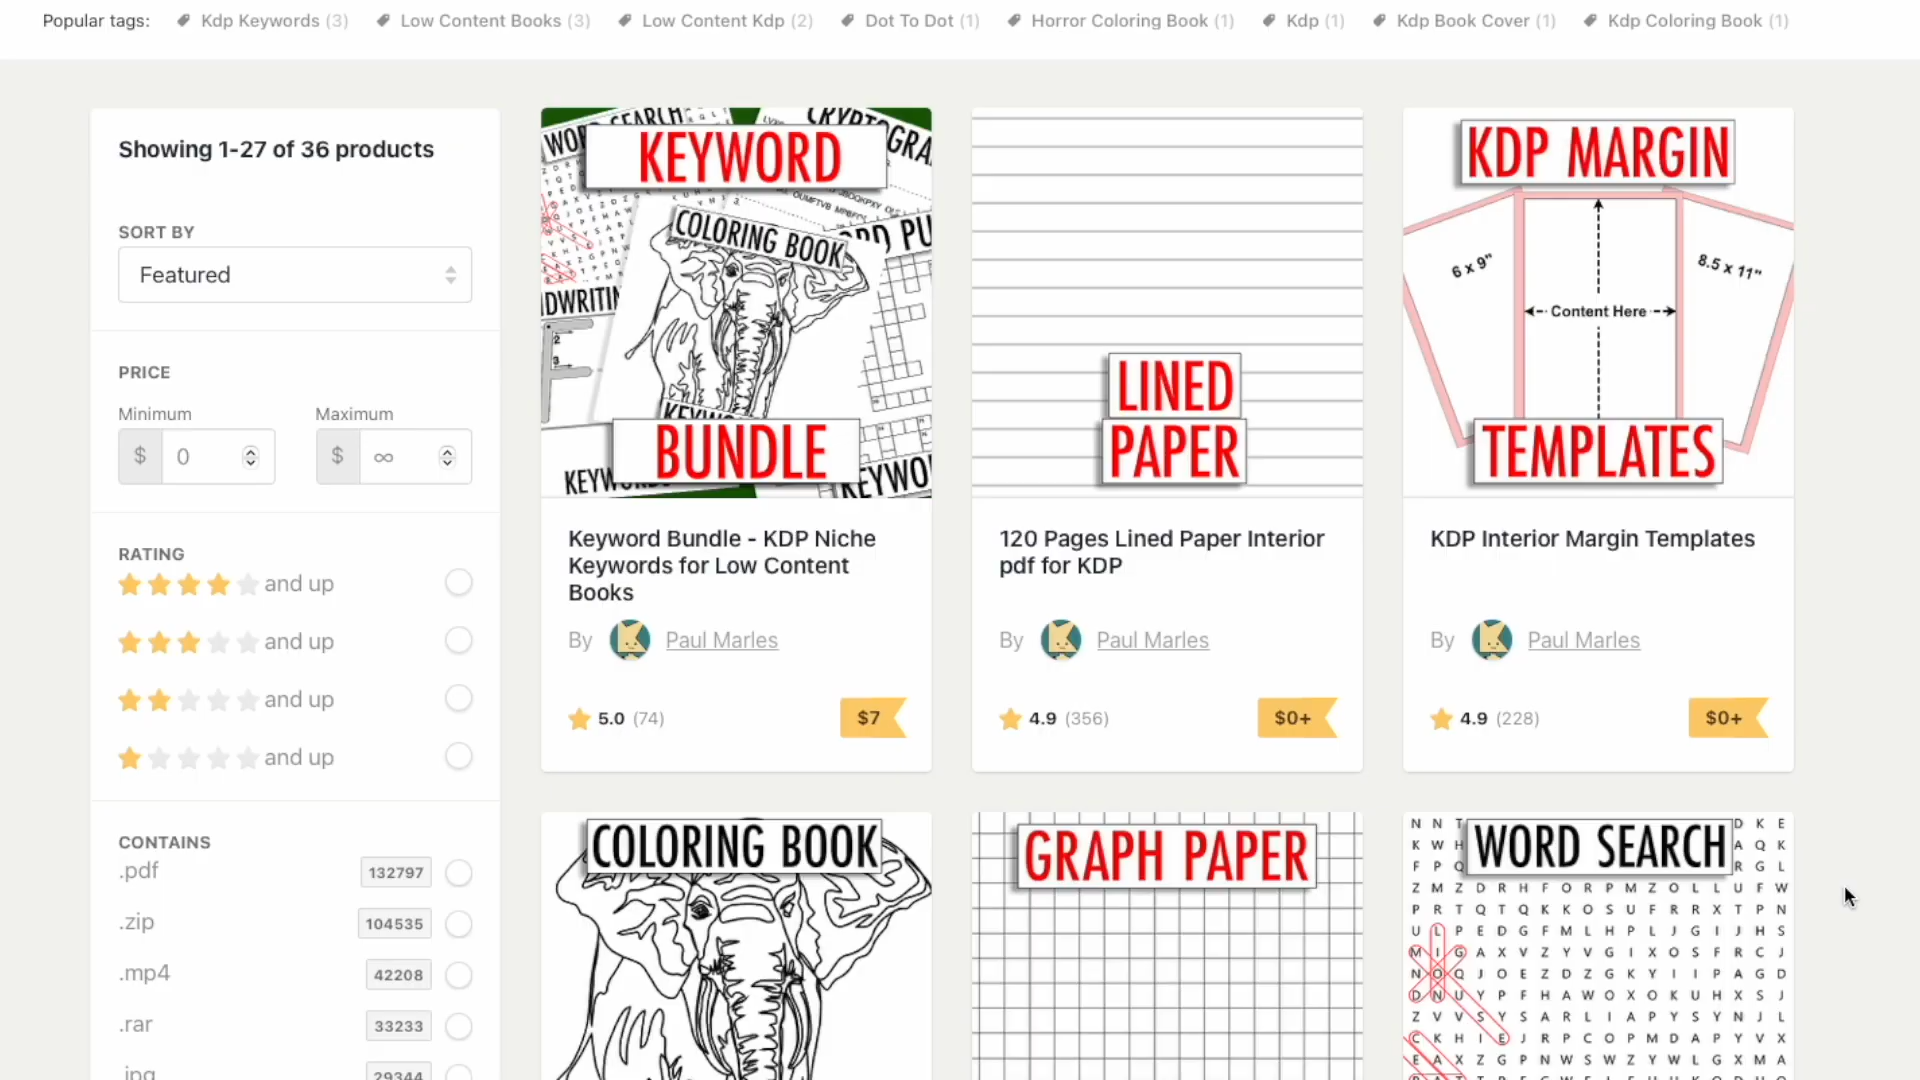 Popular tags: Kdp Keywords (3) Low Content Books (3) Low Content Kdp (2) Dot To Dot (1) Horror Coloring Book (1) Kdp (1) Kdp Book Cover (1) Kdp Coloring Book (1)
Showing 1-27 of 36 products
SORT BY
Featured
PRICE
Minimum Maximum
$ 0 $ ∞
RATING
and up
and up
and up
and up
CONTAINS
.pdf 132797
.zip 104535
.mp4 42208
.rar 33233
.jpg 29344
WORD SEARCH
KEYWORD
COLORING BOOK
BUNDLE
Keyword Bundle - KDP Niche
Keywords for Low Content
Books
By Paul Marles
5.0 (74) $7
LINED
PAPER
120 Pages Lined Paper Interior
pdf for KDP
By Paul Marles
4.9 (356) $0+
KDP MARGIN
6 x 9"
8.5 x 11"
Content Here
TEMPLATES
KDP Interior Margin Templates
By Paul Marles
4.9 (228) $0+
COLORING BOOK
GRAPH PAPER
WORD SEARCH
N N T D K E
K W H A Q K
F P Q R G L
Z M Z D R H F O R P M Z O L L U F W
P R T Q T Q K K O S U F R R X T P N
U L P E D G F M L H P L J G I J H S
M I G A X V Z Y V G I X O S F R C J
N O Q J O E Z D Z G K Y I I P A G D
D N U Y P F H A W O X O K U H X S J
Z V V S Y S A R L I A P Y S Y N J L
C K H I E J R P C O P M D A P Y V X
E A X Z G P N W S W Z Y W L G X M A